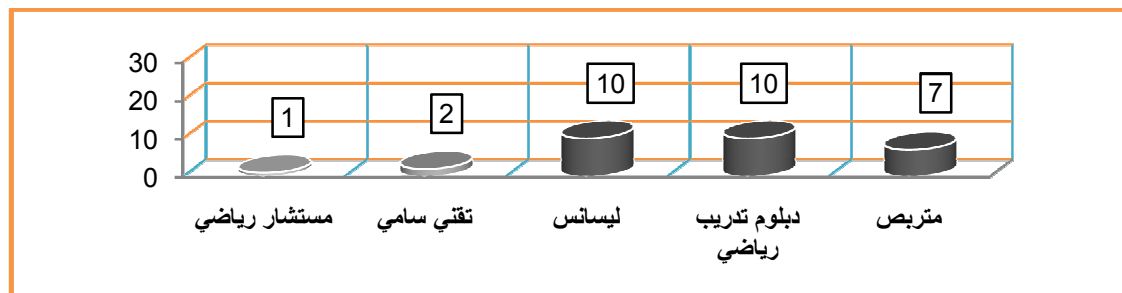 30
20
10
0
1
2
10
10
7
مستشار رياضي
تقني سامي
ليسانس
دبلوم تدريب
رياضي
متربص